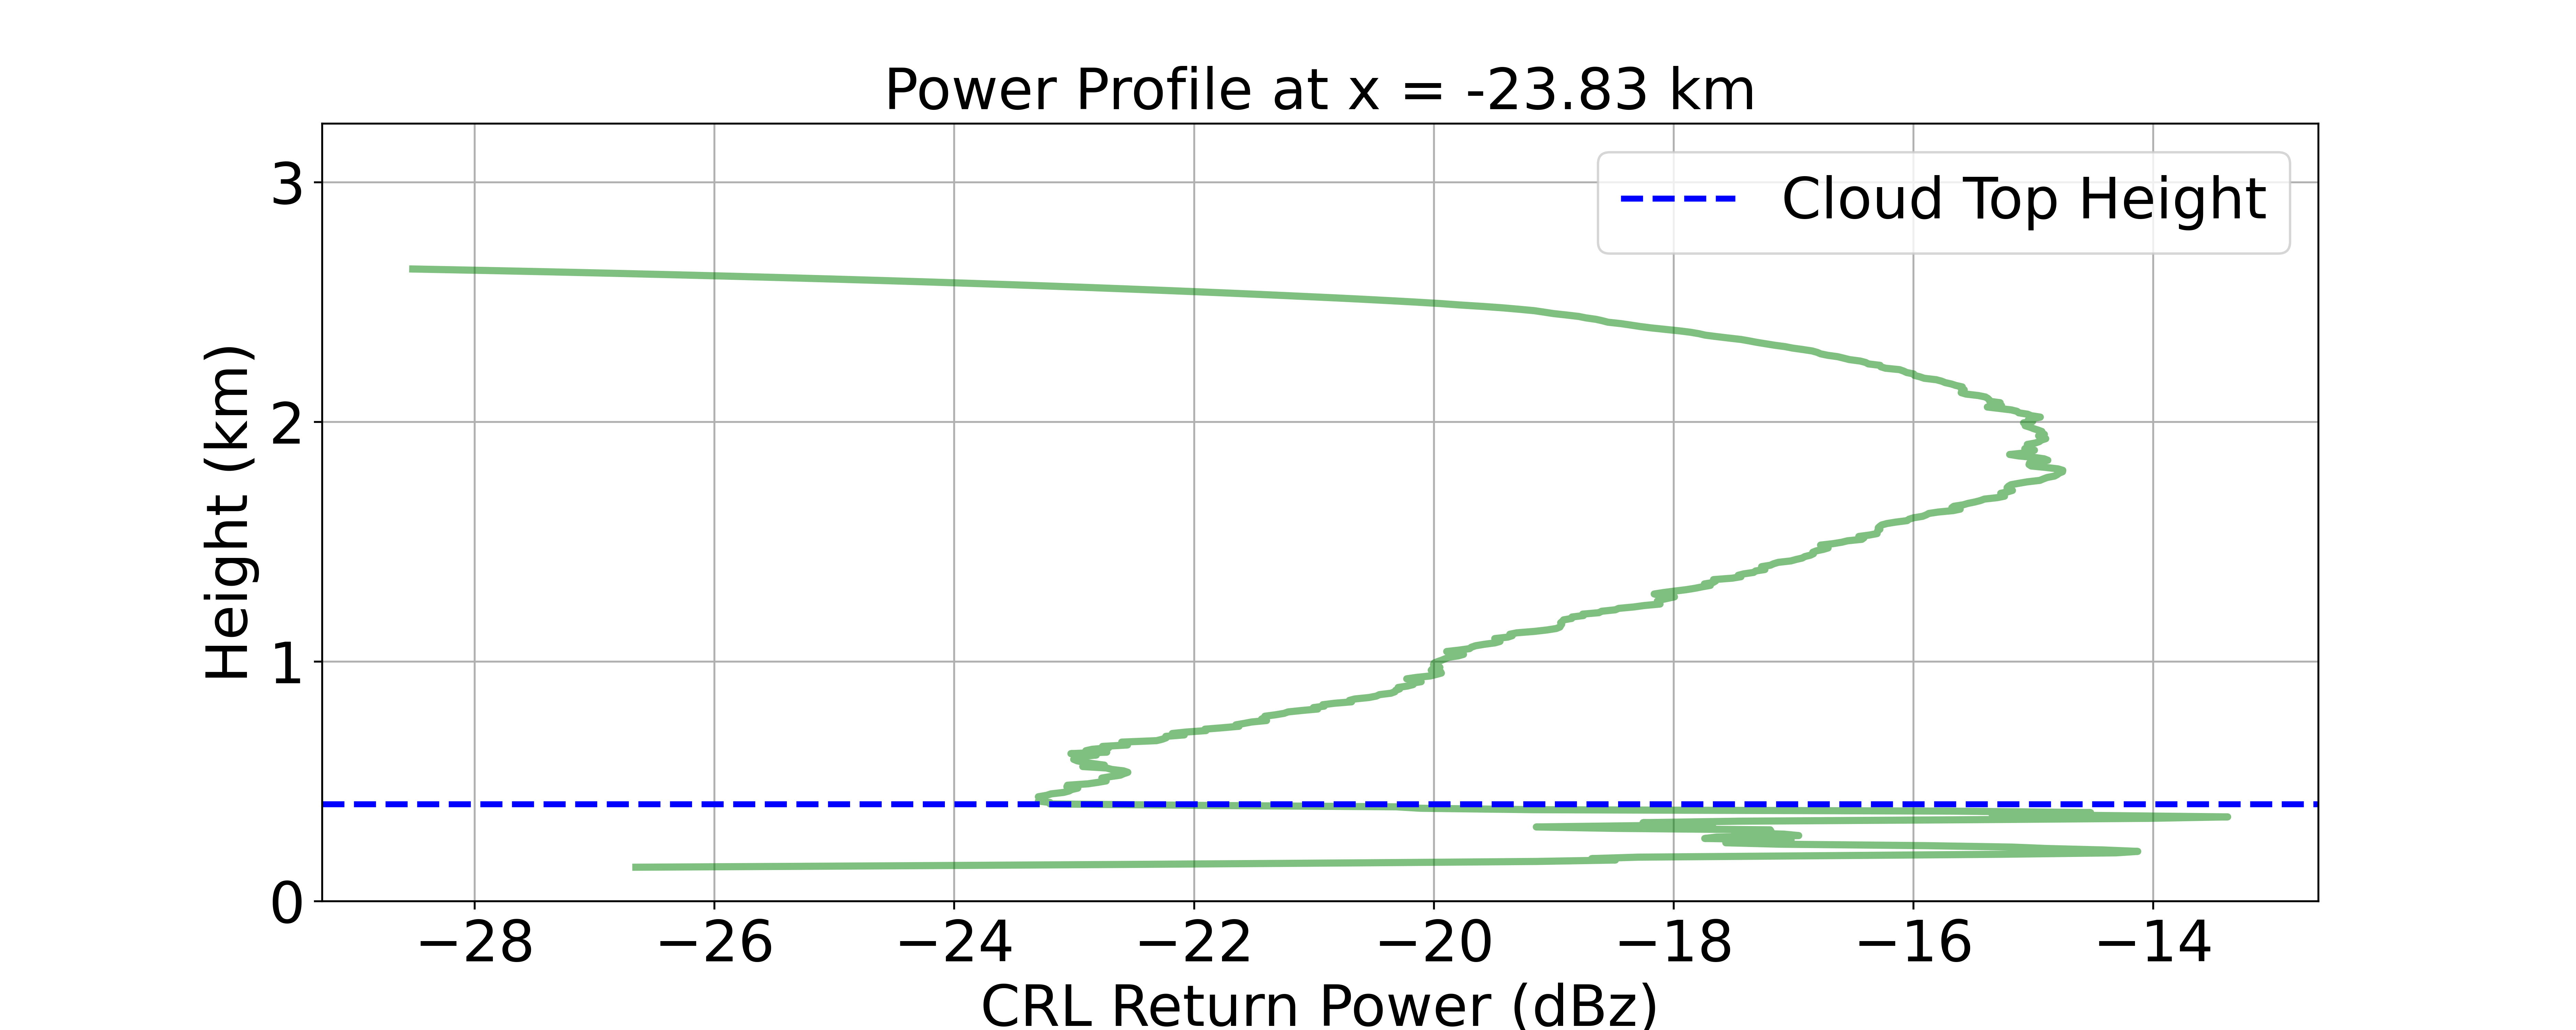 Power Profile at x = -23.83 km
Cloud Top Height
Height (km)
3
2
1
0
−28 −26 −24 −22 −20 −18 −16 −14
CRL Return Power (dBz)